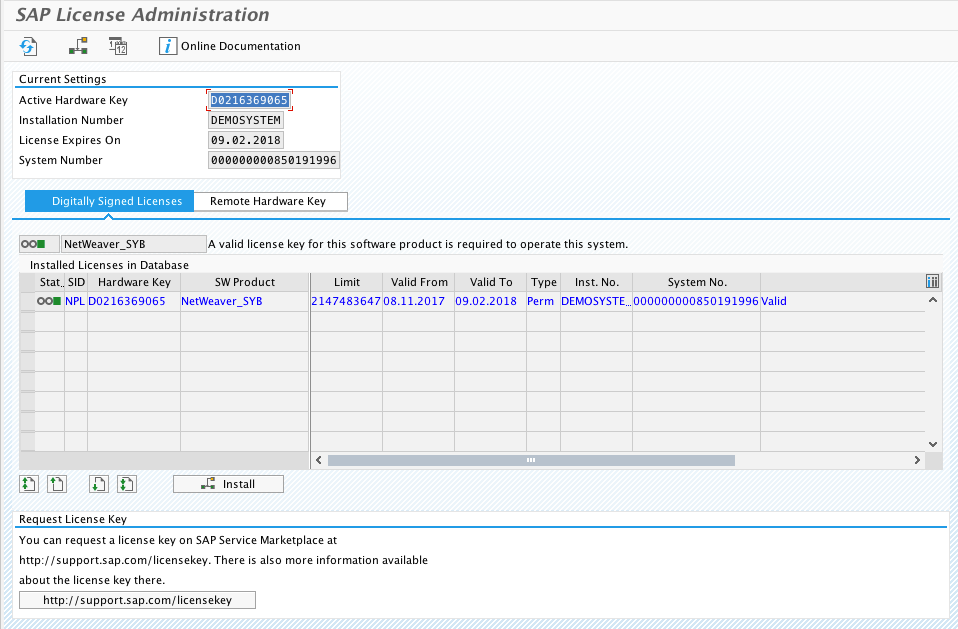 SAP License Administration
Online Documentation
Current Settings
Active Hardware Key D0216369065
Installation Number DEMOSYSTEM
License Expires On 09.02.2018
System Number 000000000850191996
Digitally Signed Licenses Remote Hardware Key
NetWeaver_SYB A valid license key for this software product is required to operate this system.
Installed Licenses in Database
Stat. SID Hardware Key SW Product Limit Valid From Valid To Type Inst. No. System No.
NPL D0216369065 NetWeaver_SYB 2147483647 08.11.2017 09.02.2018 Perm DEMOSYSTE... 000000000850191996 Valid
Install
Request License Key
You can request a license key on SAP Service Marketplace at
http://support.sap.com/licensekey. There is also more information available
about the license key there.
http://support.sap.com/licensekey